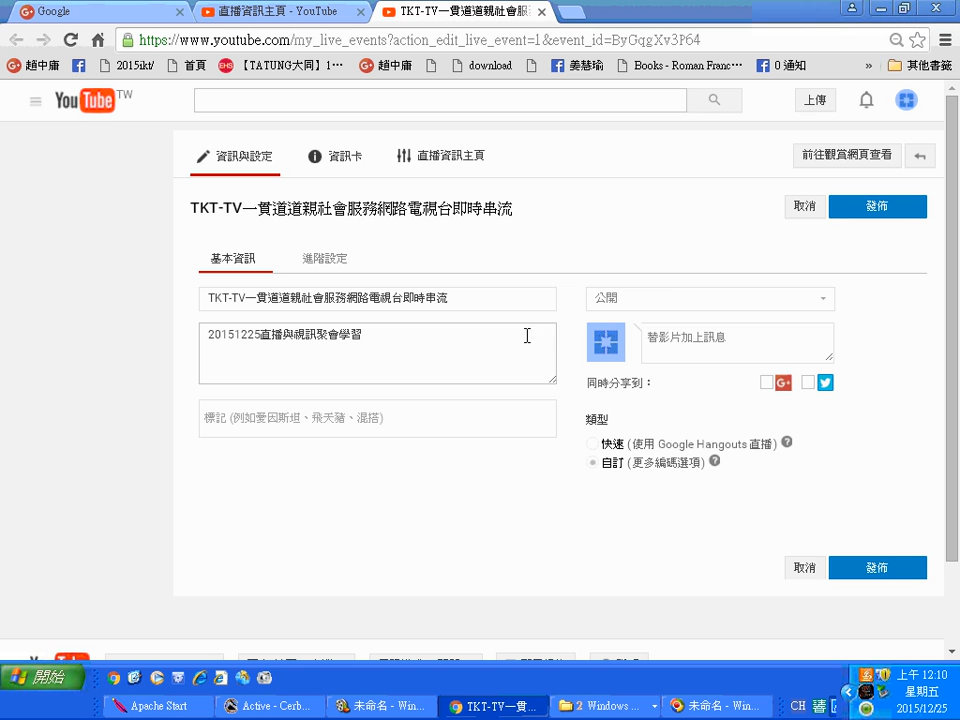 Google
直播資訊主頁 - YouTube
TKT-TV一貫道道親社會服
https://www.youtube.com/my_live_events?action_edit_live_event=1&event_id=ByGqgXv3P64
趙中庸
2015ikt/
首頁
【TATUNG大同】1…
趙中庸
download
姜慧瑜
Books - Roman Franc…
0 通知
»
其他書籤
YouTube TW
上傳
資訊與設定
資訊卡
直播資訊主頁
前往觀賞網頁查看
TKT-TV一貫道道親社會服務網路電視台即時串流
取消
發佈
基本資訊
進階設定
TKT-TV一貫道道親社會服務網路電視台即時串流
公開
20151225直播與視訊聚會學習
替影片加上訊息
同時分享到：
標記 (例如愛因斯坦、飛天豬、混搭)
類型
快速 (使用 Google Hangouts 直播)
自訂 (更多編碼選項)
取消
發佈
開始
上午 12:10
星期五
2015/12/25
Apache Start
Active - Cerb...
未命名 - Win...
TKT-TV一貫...
2 Windows ...
未命名 - Win...
CH